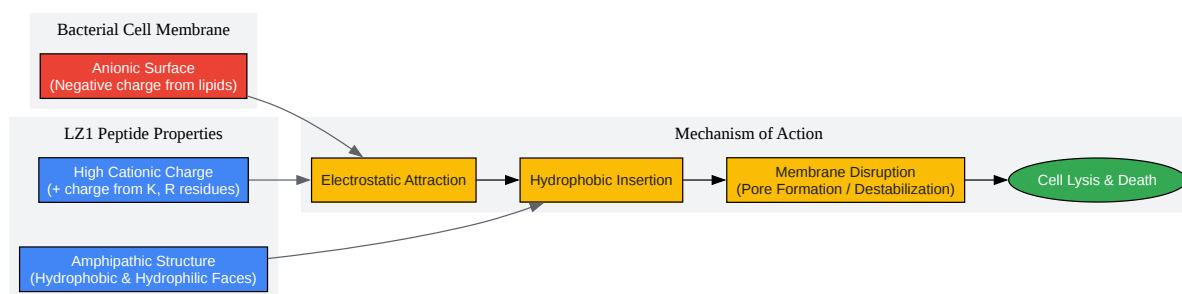 Bacterial Cell Membrane
Anionic Surface
(Negative charge from lipids)
LZ1 Peptide Properties
High Cationic Charge
(+ charge from K, R residues)
Amphipathic Structure
(Hydrophobic & Hydrophilic Faces)
Mechanism of Action
Electrostatic Attraction
Hydrophobic Insertion
Membrane Disruption
(Pore Formation / Destabilization)
Cell Lysis & Death